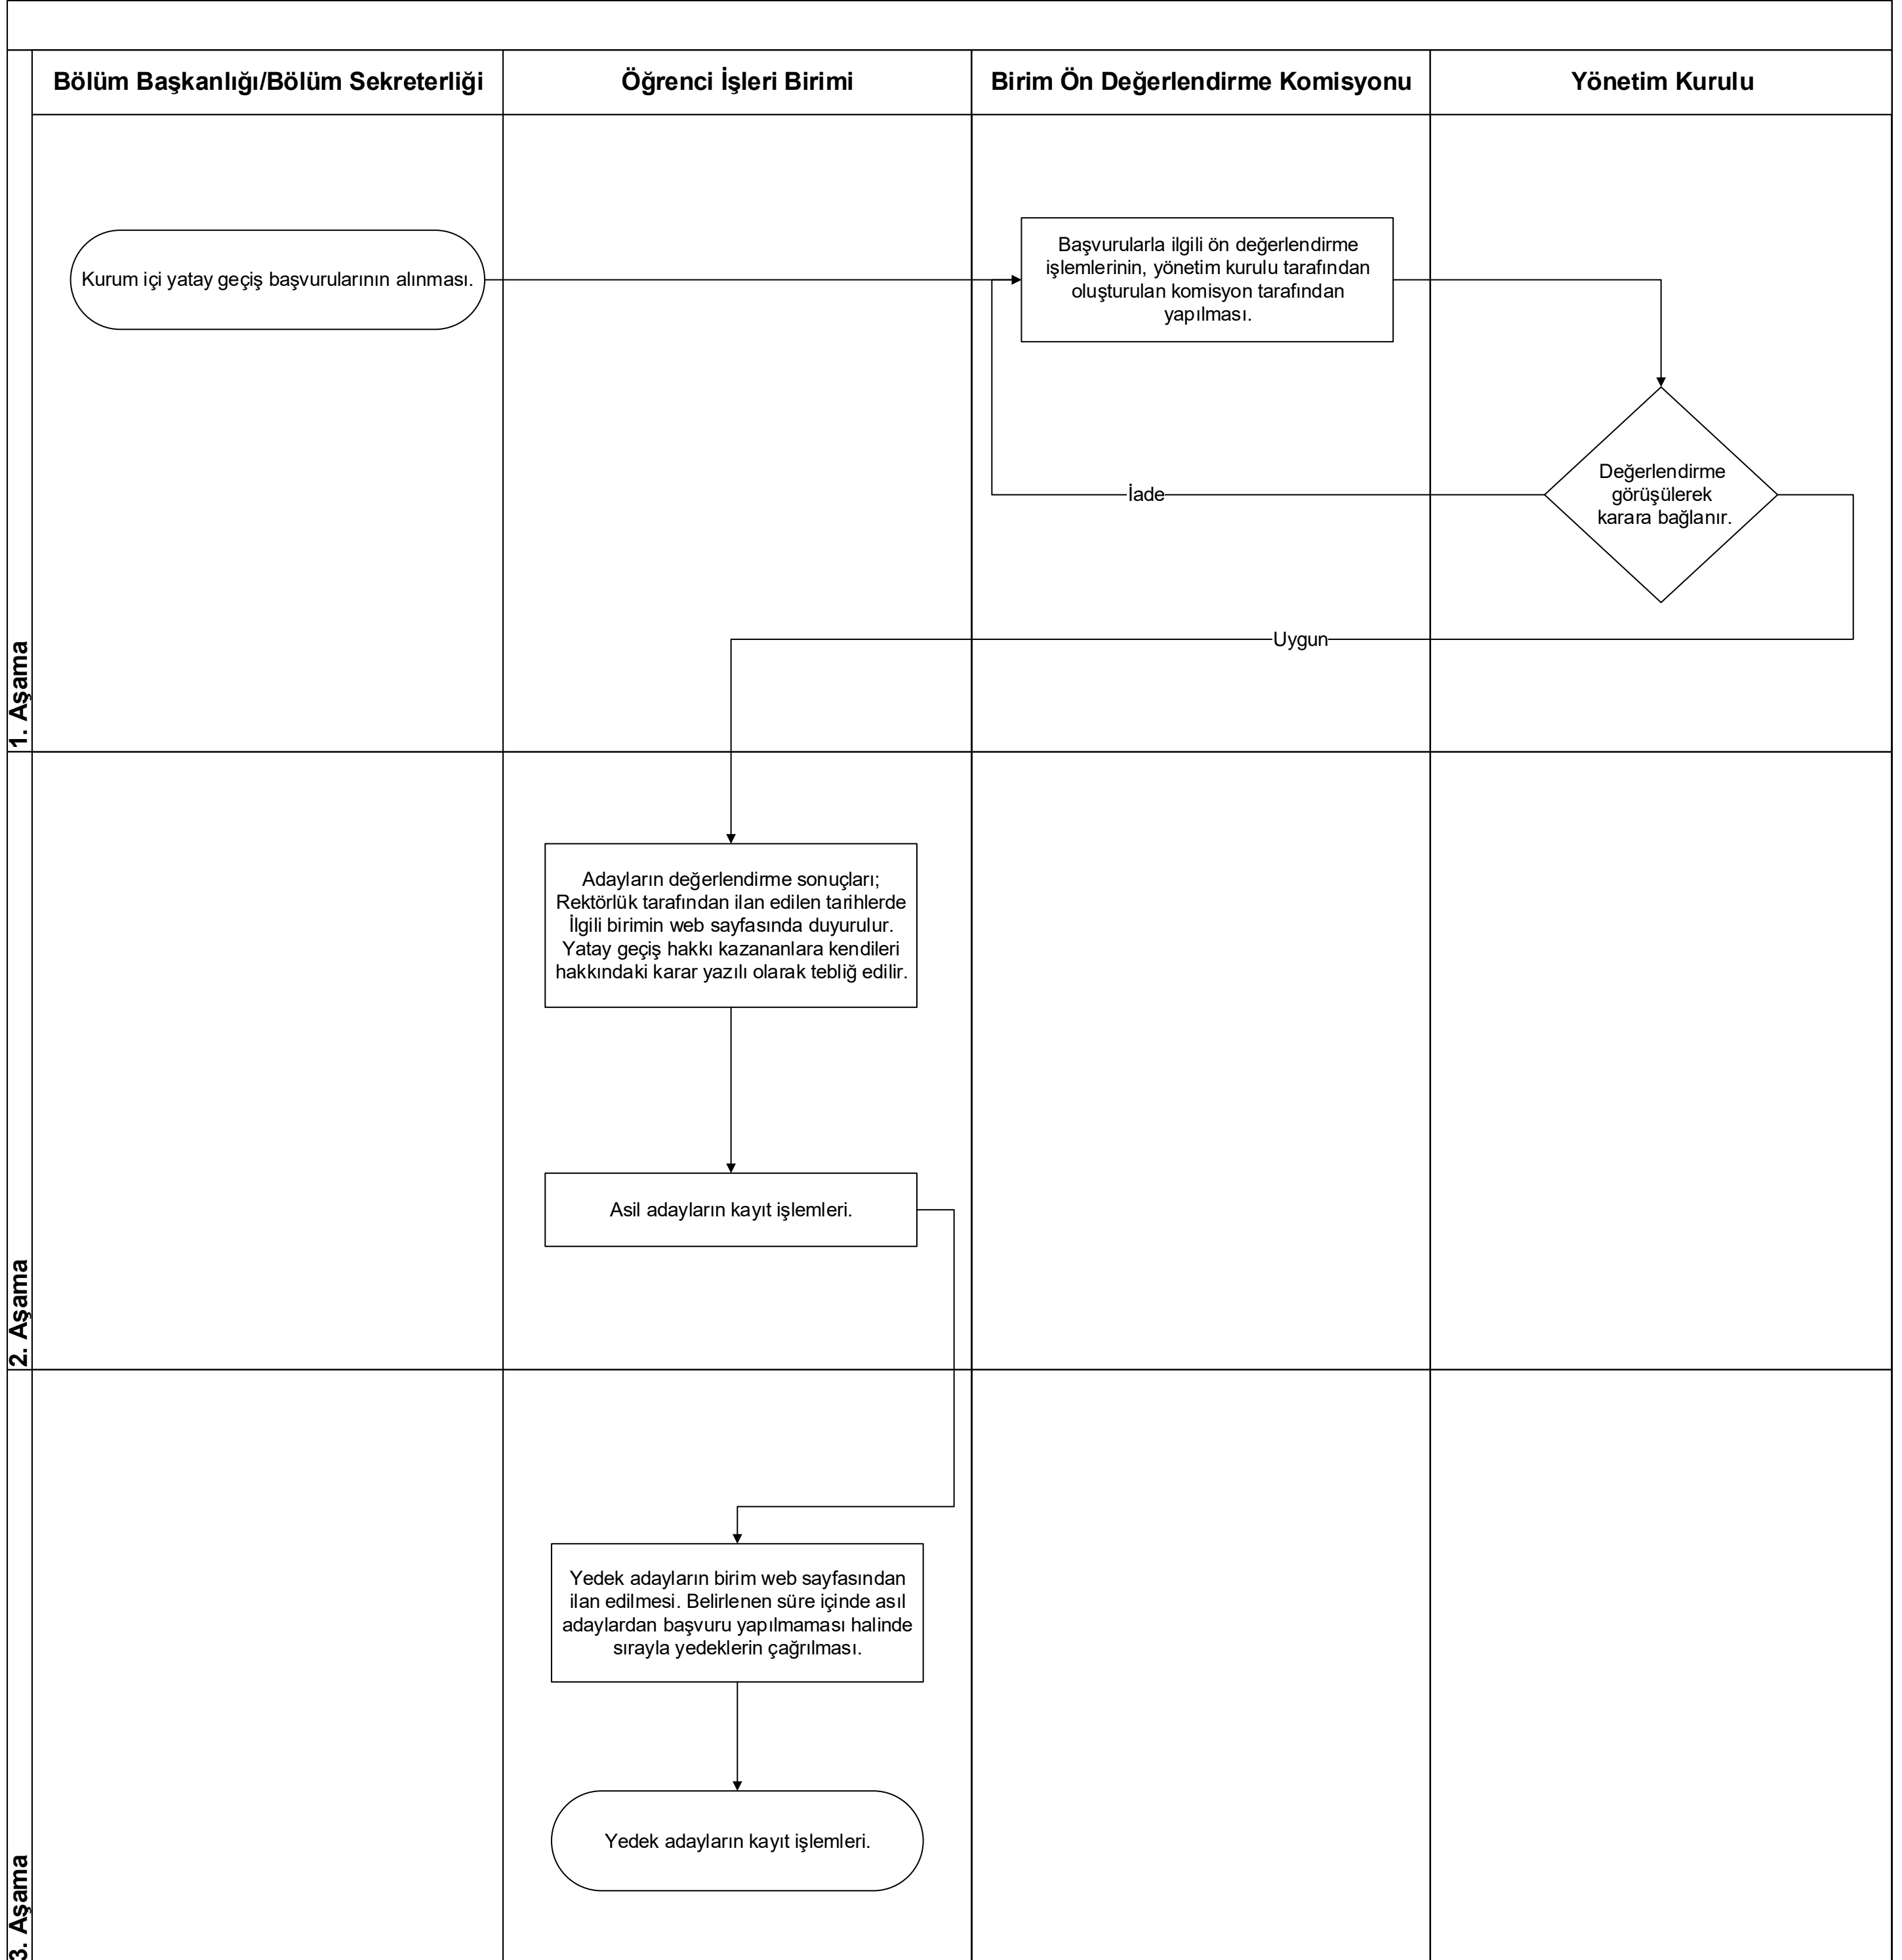 Bölüm Başkanlığı/Bölüm Sekreterliği
Öğrenci İşleri Birimi
Birim Ön Değerlendirme Komisyonu
Yönetim Kurulu
1. Aşama
Kurum içi yatay geçiş başvurularının alınması.
Başvurularla ilgili ön değerlendirme
işlemlerinin, yönetim kurulu tarafından
oluşturulan komisyon tarafından
yapılması.
Değerlendirme
görüşülerek
karara bağlanır.
İade
Uygun
2. Aşama
Adayların değerlendirme sonuçları;
Rektörlük tarafından ilan edilen tarihlerde
İlgili birimin web sayfasında duyurulur.
Yatay geçiş hakkı kazananlara kendileri
hakkındaki karar yazılı olarak tebliğ edilir.
Asil adayların kayıt işlemleri.
3. Aşama
Yedek adayların birim web sayfasından
ilan edilmesi. Belirlenen süre içinde asıl
adaylardan başvuru yapılmaması halinde
sırayla yedeklerin çağrılması.
Yedek adayların kayıt işlemleri.